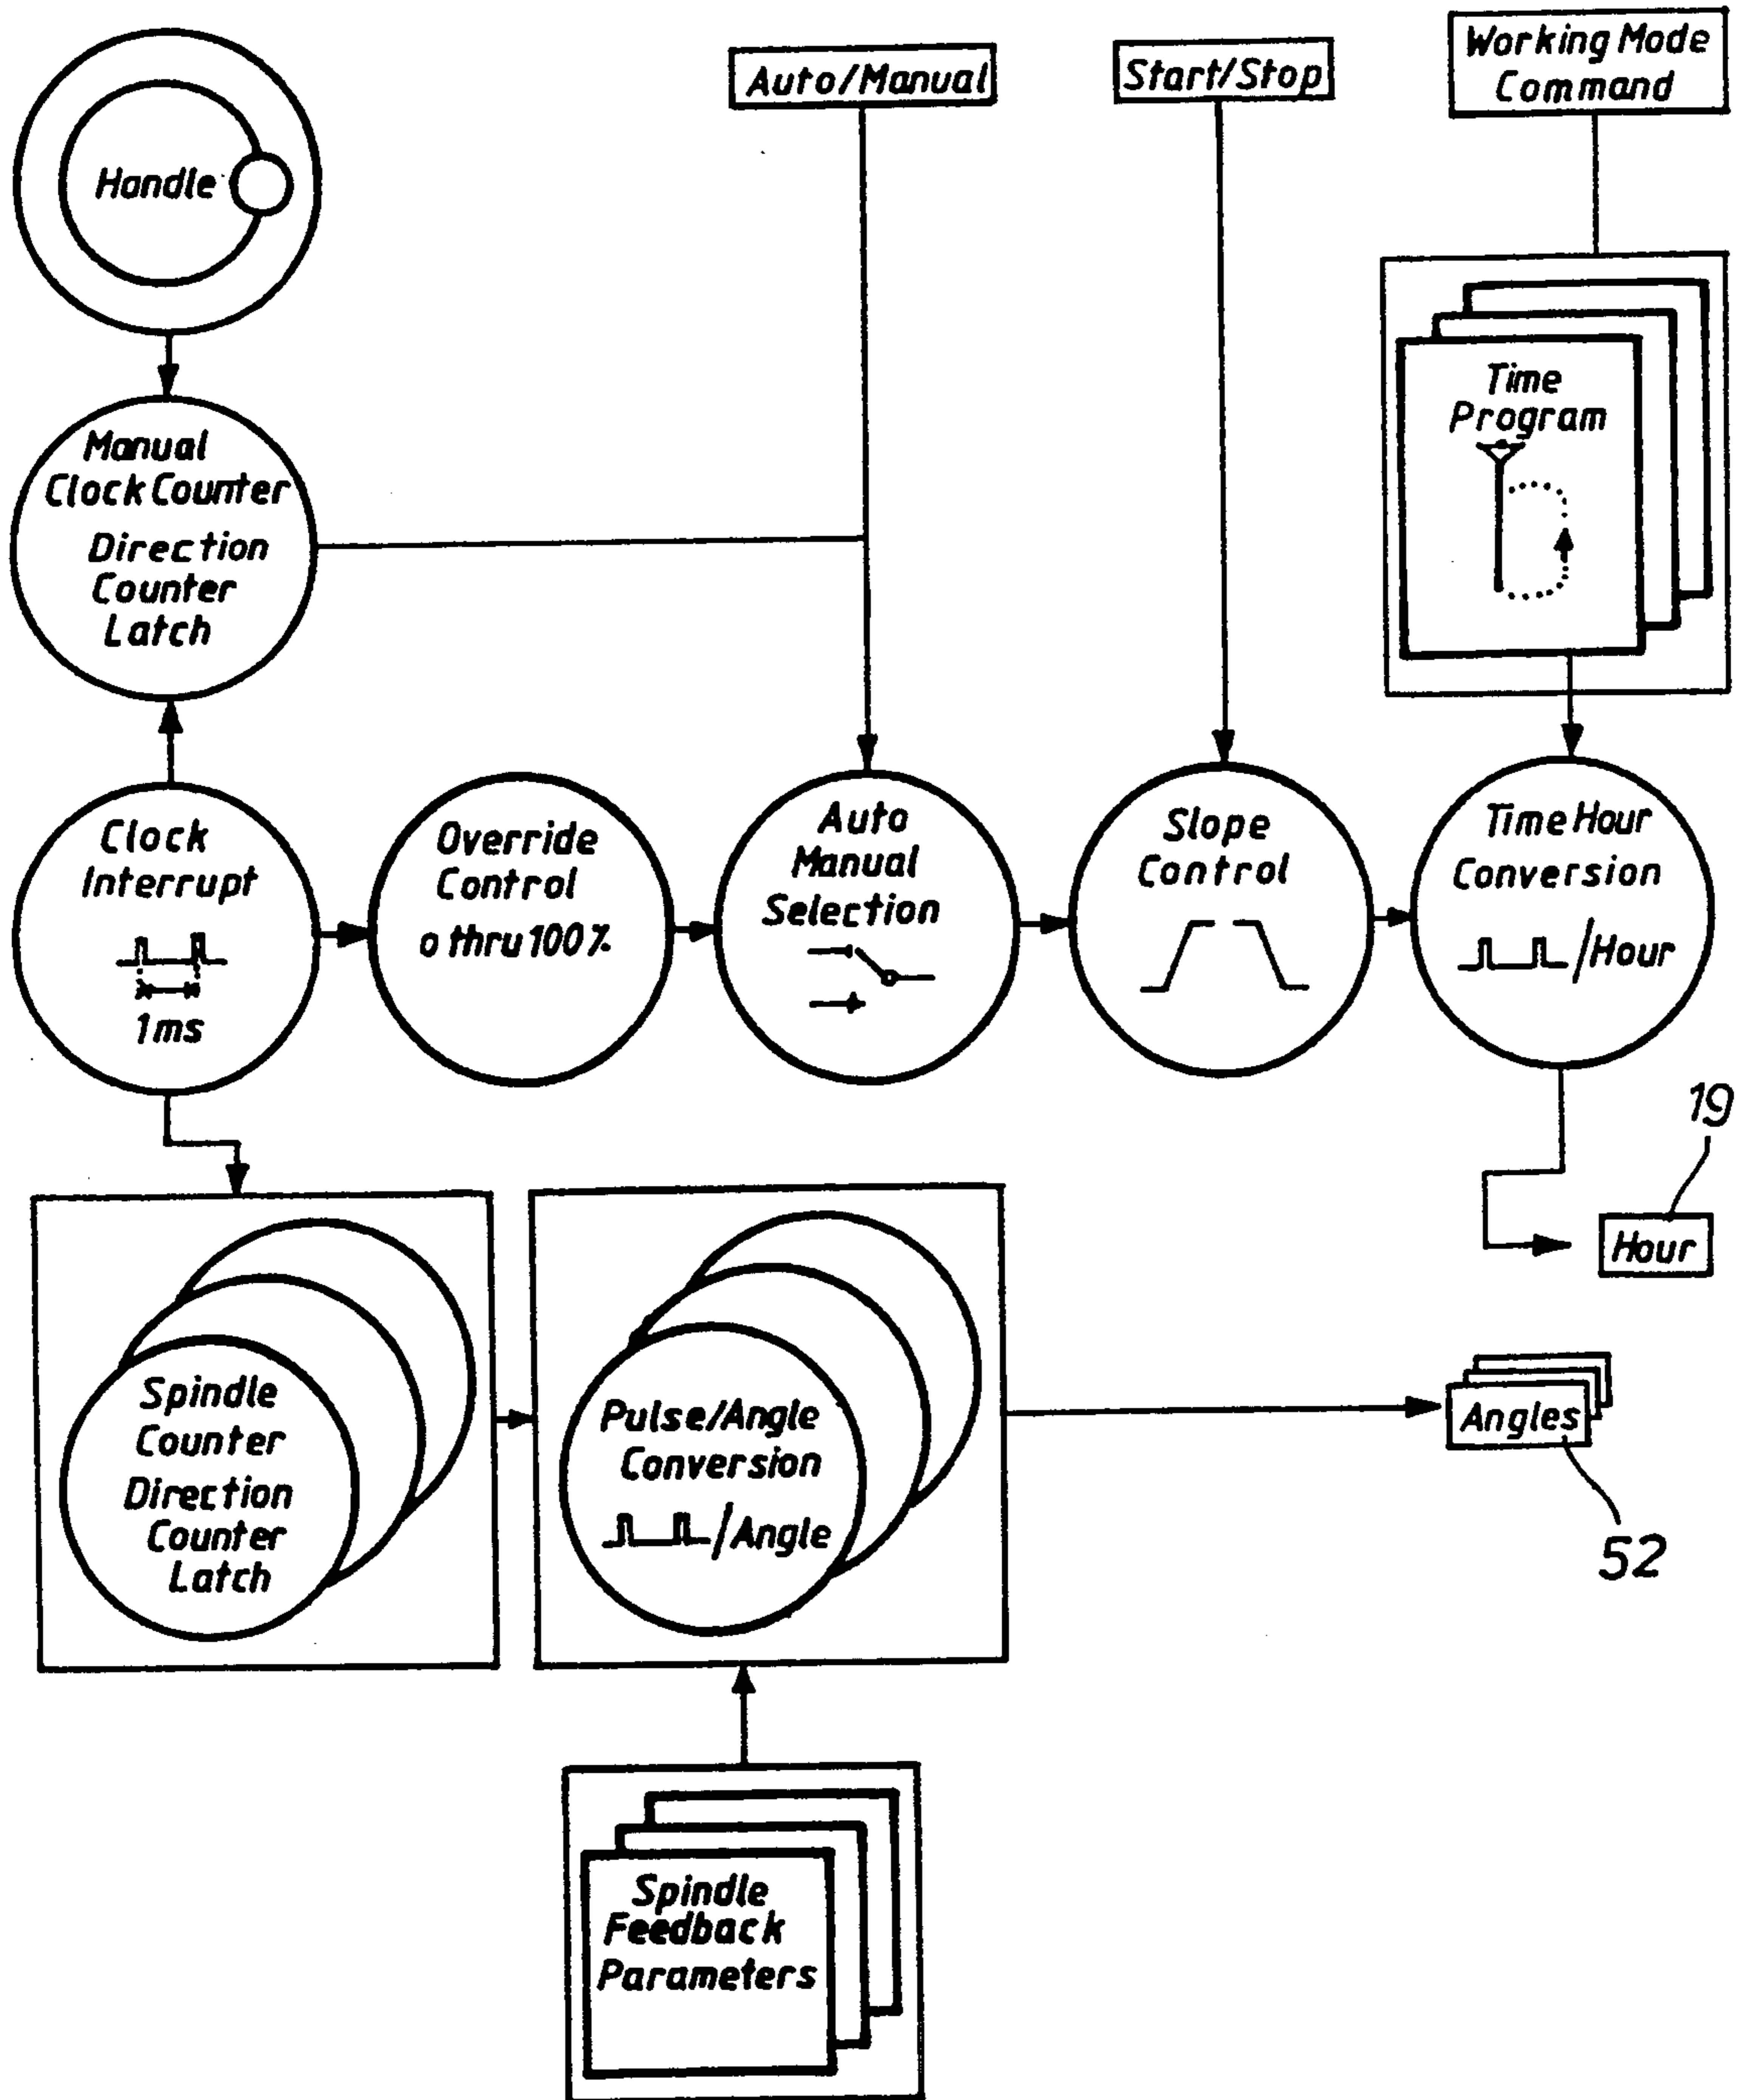 Handle
Auto/Manual
Start/Stop
Working Mode
Command
Manual
Clock Counter
Direction
Counter
Latch
Time
Program
Clock
Interrupt
1ms
Override
Control
o thru 100%
Auto
Manual
Selection
Slope
Control
Time Hour
Conversion
/Hour
19
Hour
Spindle
Counter
Direction
Counter
Latch
Pulse/Angle
Conversion
/Angle
Angles
52
Spindle
Feedback
Parameters